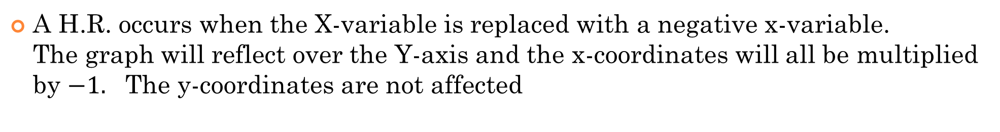 A H.R. occurs when the X-variable is replaced with a negative x-variable.
The graph will reflect over the Y-axis and the x-coordinates will all be multiplied
by −1. The y-coordinates are not affected